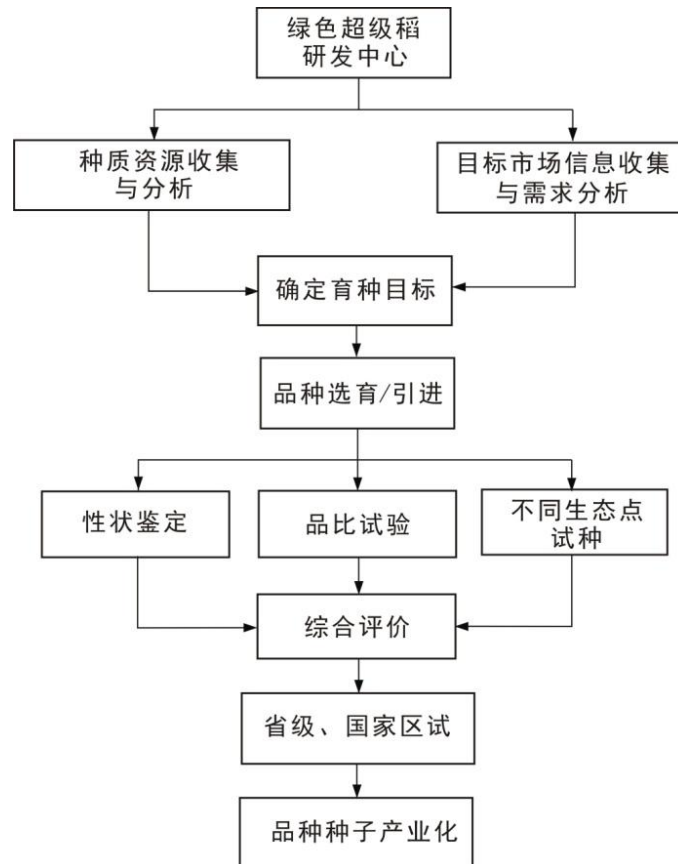 绿色超级稻
研发中心
种质资源收集
与分析
目标市场信息收集
与需求分析
确定育种目标
品种选育/引进
性状鉴定
品比试验
不同生态点
试种
综合评价
省级、国家区试
品种种子产业化